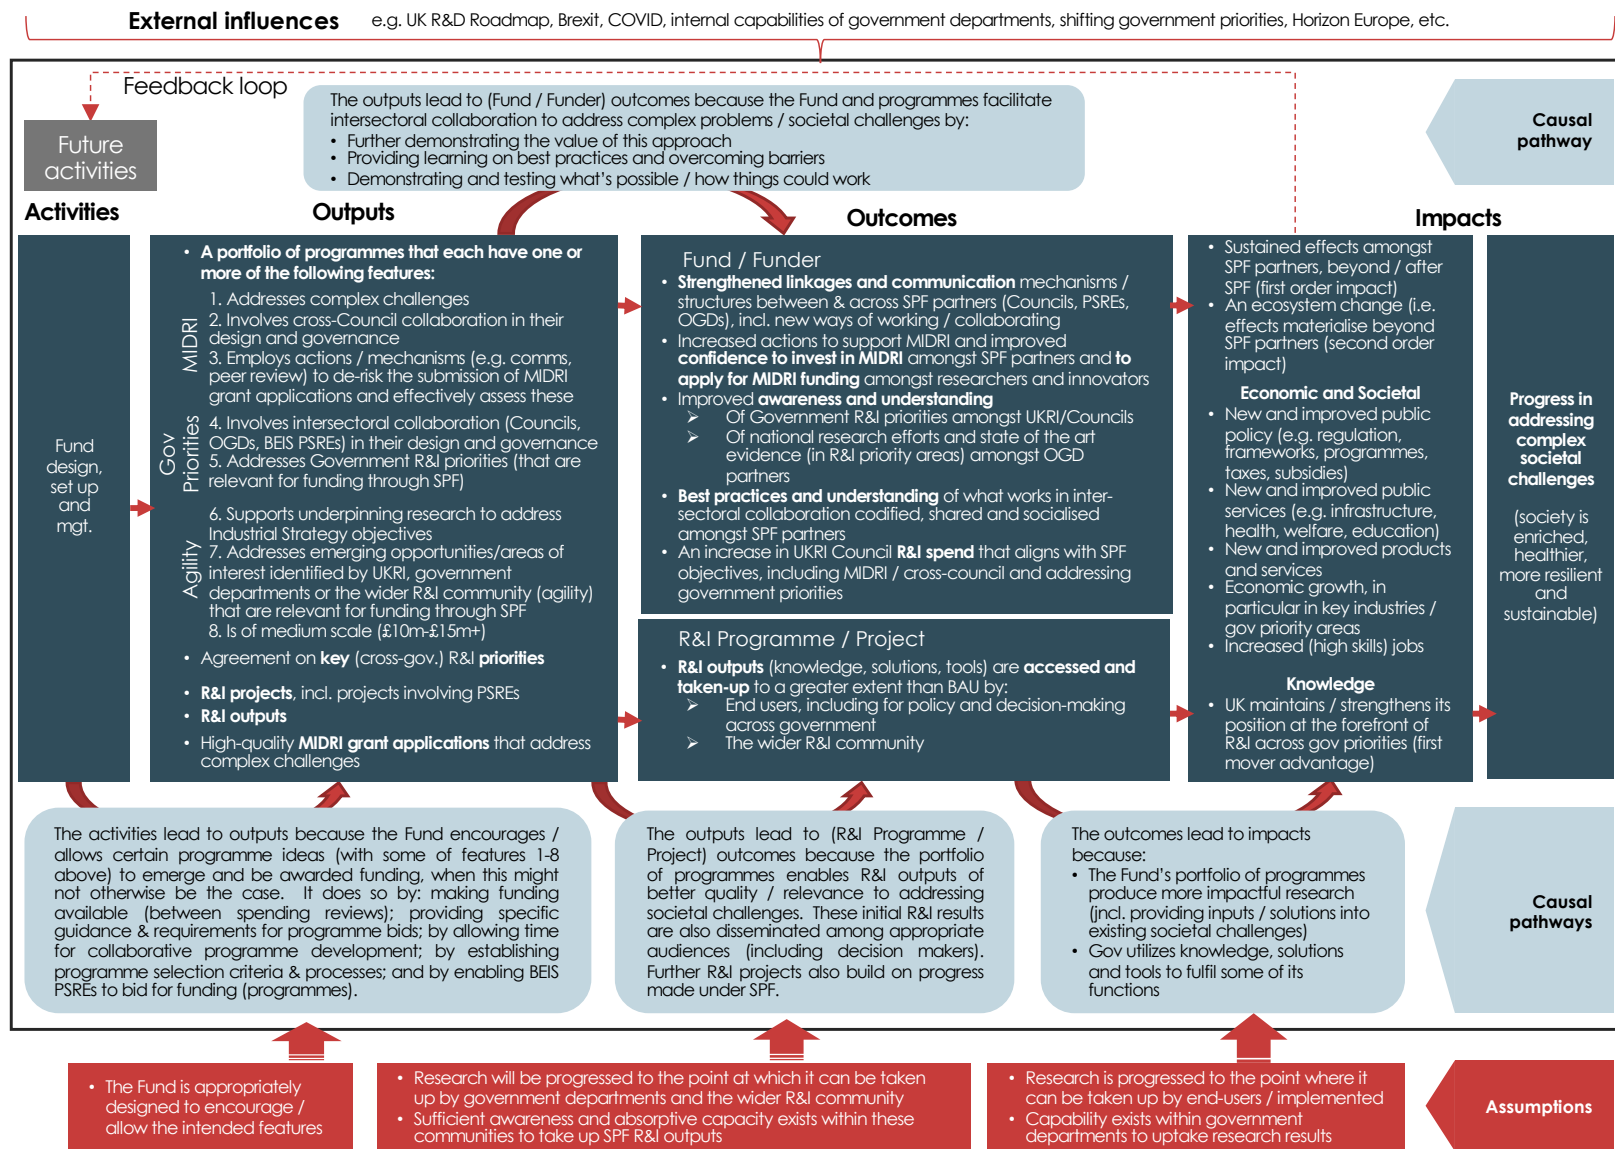 External influences e.g. UK R&D Roadmap, Brexit, COVID, internal capabilities of government departments, shifting government priorities, Horizon Europe, etc.
Feedback loop
Future
activities
The outputs lead to (Fund / Funder) outcomes because the Fund and programmes facilitate
intersectoral collaboration to address complex problems / societal challenges by:
• Further demonstrating the value of this approach
• Providing learning on best practices and overcoming barriers
• Demonstrating and testing what's possible / how things could work
Causal
pathway
Activities
Outputs
Outcomes
Impacts
Fund
design,
set up
and
mgt.
• A portfolio of programmes that each have one or
more of the following features:
MIDRI
1. Addresses complex challenges
2. Involves cross-Council collaboration in their
design and governance
3. Employs actions / mechanisms (e.g. comms,
peer review) to de-risk the submission of MIDRI
grant applications and effectively assess these
Gov
Priorities
4. Involves intersectoral collaboration (Councils,
OGDs, BEIS PSREs) in their design and governance
5. Addresses Government R&I priorities (that are
relevant for funding through SPF)
Agility
6. Supports underpinning research to address
Industrial Strategy objectives
7. Addresses emerging opportunities/areas of
interest identified by UKRI, government
departments or the wider R&I community (agility)
that are relevant for funding through SPF
8. Is of medium scale (£10m-£15m+)
• Agreement on key (cross-gov.) R&I priorities
• R&I projects, incl. projects involving PSREs
• R&I outputs
• High-quality MIDRI grant applications that address
complex challenges
Fund / Funder
• Strengthened linkages and communication mechanisms /
structures between & across SPF partners (Councils, PSREs,
OGDs), incl. new ways of working / collaborating
• Increased actions to support MIDRI and improved
confidence to invest in MIDRI amongst SPF partners and to
apply for MIDRI funding amongst researchers and innovators
• Improved awareness and understanding
➢ Of Government R&I priorities amongst UKRI/Councils
➢ Of national research efforts and state of the art
evidence (in R&I priority areas) amongst OGD
partners
• Best practices and understanding of what works in inter-
sectoral collaboration codified, shared and socialised
amongst SPF partners
• An increase in UKRI Council R&I spend that aligns with SPF
objectives, including MIDRI / cross-council and addressing
government priorities
R&I Programme / Project
• R&I outputs (knowledge, solutions, tools) are accessed and
taken-up to a greater extent than BAU by:
➢ End users, including for policy and decision-making
across government
➢ The wider R&I community
• Sustained effects amongst
SPF partners, beyond / after
SPF (first order impact)
• An ecosystem change (i.e.
effects materialise beyond
SPF partners (second order
impact)
Economic and Societal
• New and improved public
policy (e.g. regulation,
frameworks, programmes,
taxes, subsidies)
• New and improved public
services (e.g. infrastructure,
health, welfare, education)
• New and improved products
and services
• Economic growth, in
particular in key industries /
gov priority areas
• Increased (high skills) jobs
Knowledge
• UK maintains / strengthens its
position at the forefront of
R&I across gov priorities (first
mover advantage)
Progress in
addressing
complex
societal
challenges
(society is
enriched,
healthier,
more resilient
and
sustainable)
The activities lead to outputs because the Fund encourages /
allows certain programme ideas (with some of features 1-8
above) to emerge and be awarded funding, when this might
not otherwise be the case. It does so by: making funding
available (between spending reviews); providing specific
guidance & requirements for programme bids; by allowing time
for collaborative programme development; by establishing
programme selection criteria & processes; and by enabling BEIS
PSREs to bid for funding (programmes).
The outputs lead to (R&I Programme /
Project) outcomes because the portfolio
of programmes enables R&I outputs of
better quality / relevance to addressing
societal challenges. These initial R&I results
are also disseminated among appropriate
audiences (including decision makers).
Further R&I projects also build on progress
made under SPF.
The outcomes lead to impacts
because:
• The Fund's portfolio of programmes
produce more impactful research
(incl. providing inputs / solutions into
existing societal challenges)
• Gov utilizes knowledge, solutions
and tools to fulfil some of its
functions
Causal
pathways
• The Fund is appropriately
designed to encourage /
allow the intended features
• Research will be progressed to the point at which it can be taken
up by government departments and the wider R&I community
• Sufficient awareness and absorptive capacity exists within these
communities to take up SPF R&I outputs
• Research is progressed to the point where it
can be taken up by end-users / implemented
• Capability exists within government
departments to uptake research results
Assumptions